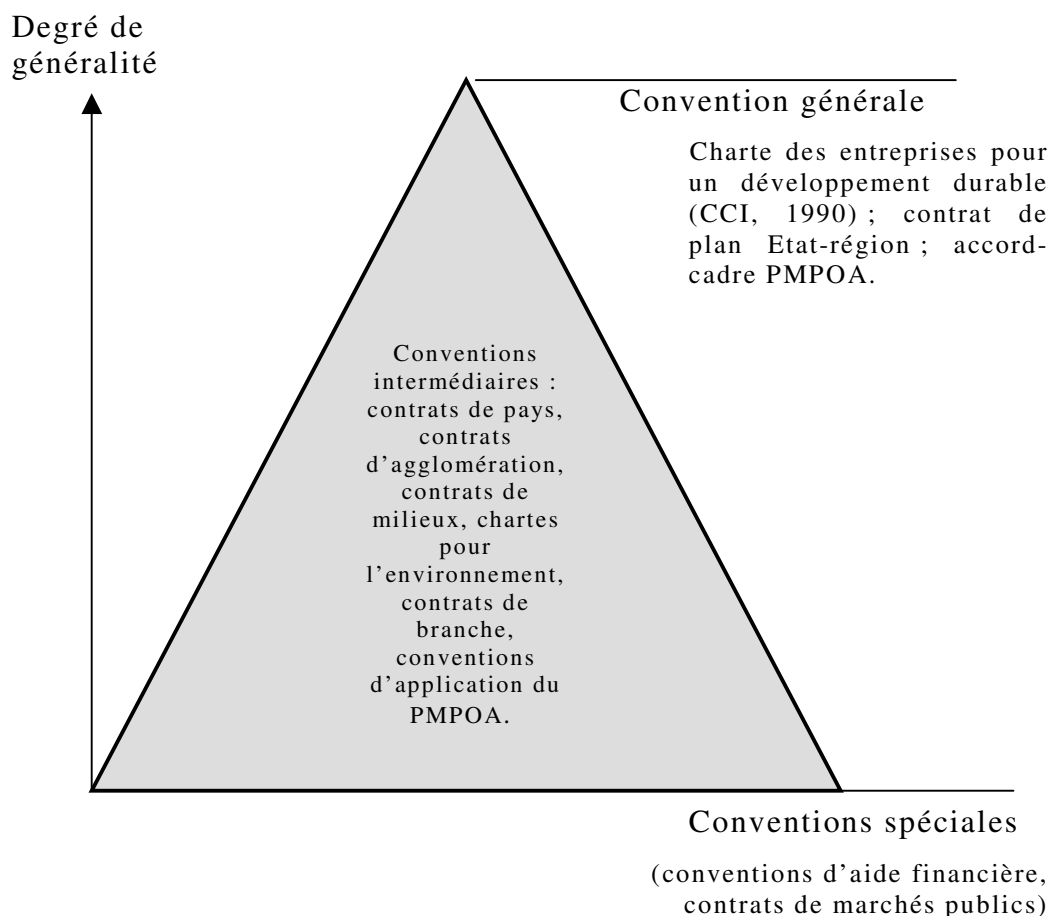 Degré de
généralité
Convention générale
Charte des entreprises pour
un développement durable
(CCI, 1990) ; contrat de
plan Etat-région ; accord-
cadre PMPOA.
Conventions
intermédiaires :
contrats de pays,
contrats
d’agglomération,
contrats de
milieux, chartes
pour
l’environnement,
contrats de
branche,
conventions
d’application du
PMPOA.
Conventions spéciales
(conventions d’aide financière,
contrats de marchés publics)